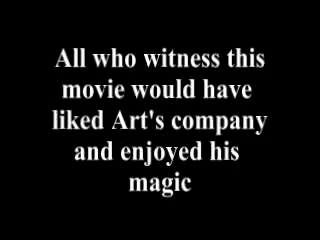 All who witness this
movie would have
liked Art's company
and enjoyed his
magic